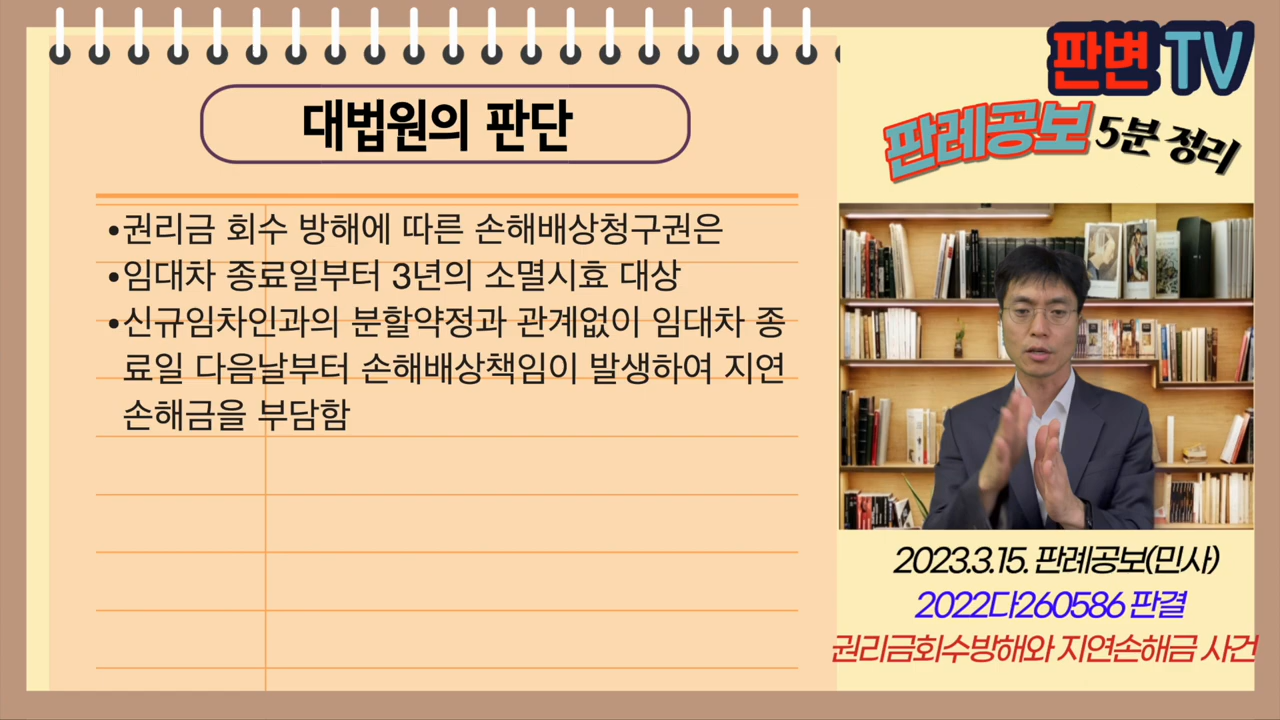 판변 TV
판례공보 5분 정리
대법원의 판단
•권리금 회수 방해에 따른 손해배상청구권은
•임대차 종료일부터 3년의 소멸시효 대상
•신규임차인과의 분할약정과 관계없이 임대차 종
료일 다음날부터 손해배상책임이 발생하여 지연
손해금을 부담함
2023.3.15. 판례공보(민사)
2022다260586 판결
권리금회수방해와 지연손해금 사건